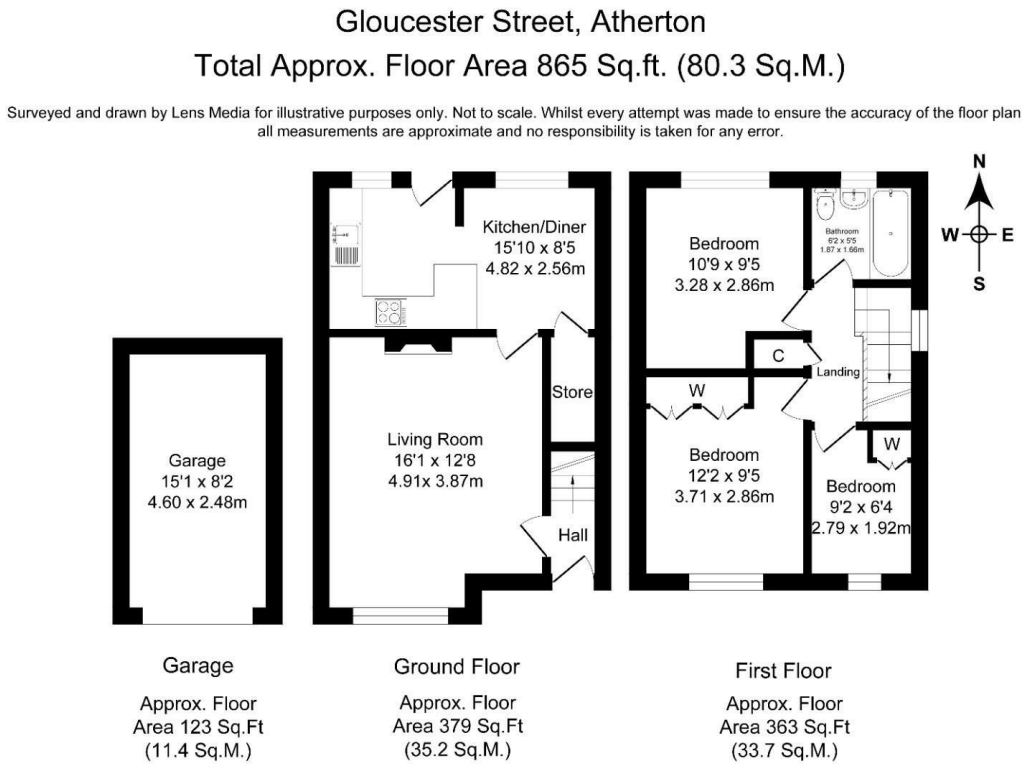 Gloucester Street, Atherton
Total Approx. Floor Area 865 Sq.ft. (80.3 Sq.M.)
Surveyed and drawn by Lens Media for illustrative purposes only. Not to scale. Whilst every attempt was made to ensure the accuracy of the floor plan
all measurements are approximate and no responsibility is taken for any error.
N
W
E
S
Garage
15'1 x 8'2
4.60 x 2.48m
Kitchen/Diner
15'10 x 8'5
4.82 x 2.56m
Store
Living Room
16'1 x 12'8
4.91x 3.87m
Hall
Bedroom
10'9 x 9'5
3.28 x 2.86m
Bathroom
6'2 x 5'5
1.87 x 1.66m
C
Landing
W
Bedroom
12'2 x 9'5
3.71 x 2.86m
W
Bedroom
9'2 x 6'4
2.79 x 1.92m
Garage
Approx. Floor
Area 123 Sq.Ft
(11.4 Sq.M.)
Ground Floor
Approx. Floor
Area 379 Sq.Ft
(35.2 Sq.M.)
First Floor
Approx. Floor
Area 363 Sq.Ft
(33.7 Sq.M.)